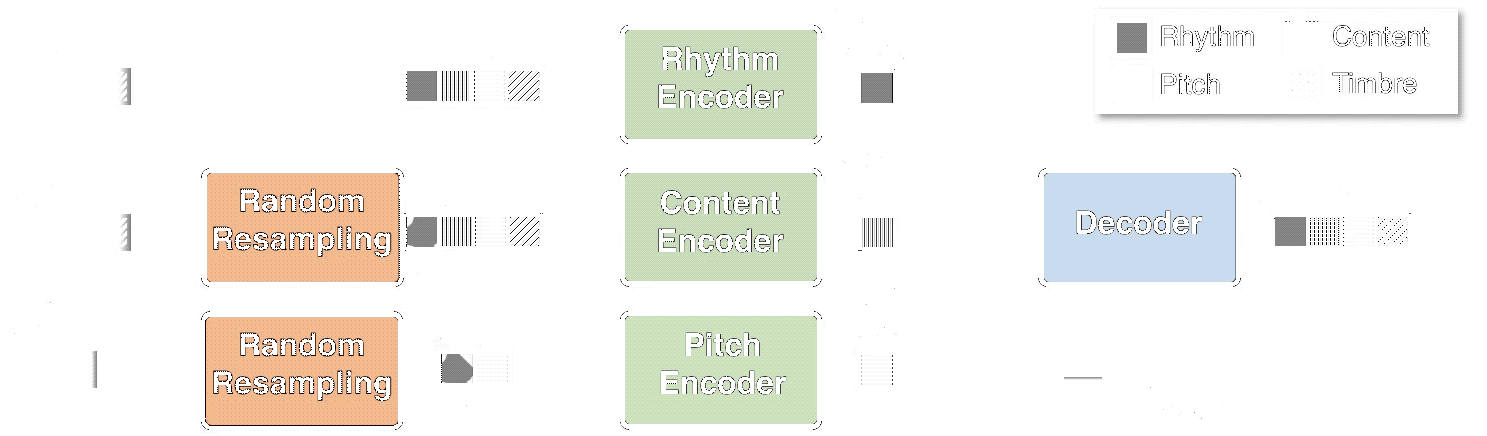 Rhythm Content
Pitch Timbre
Rhythm
Encoder
Random
Resampling
Content
Encoder
Decoder
Random
Resampling
Pitch
Encoder